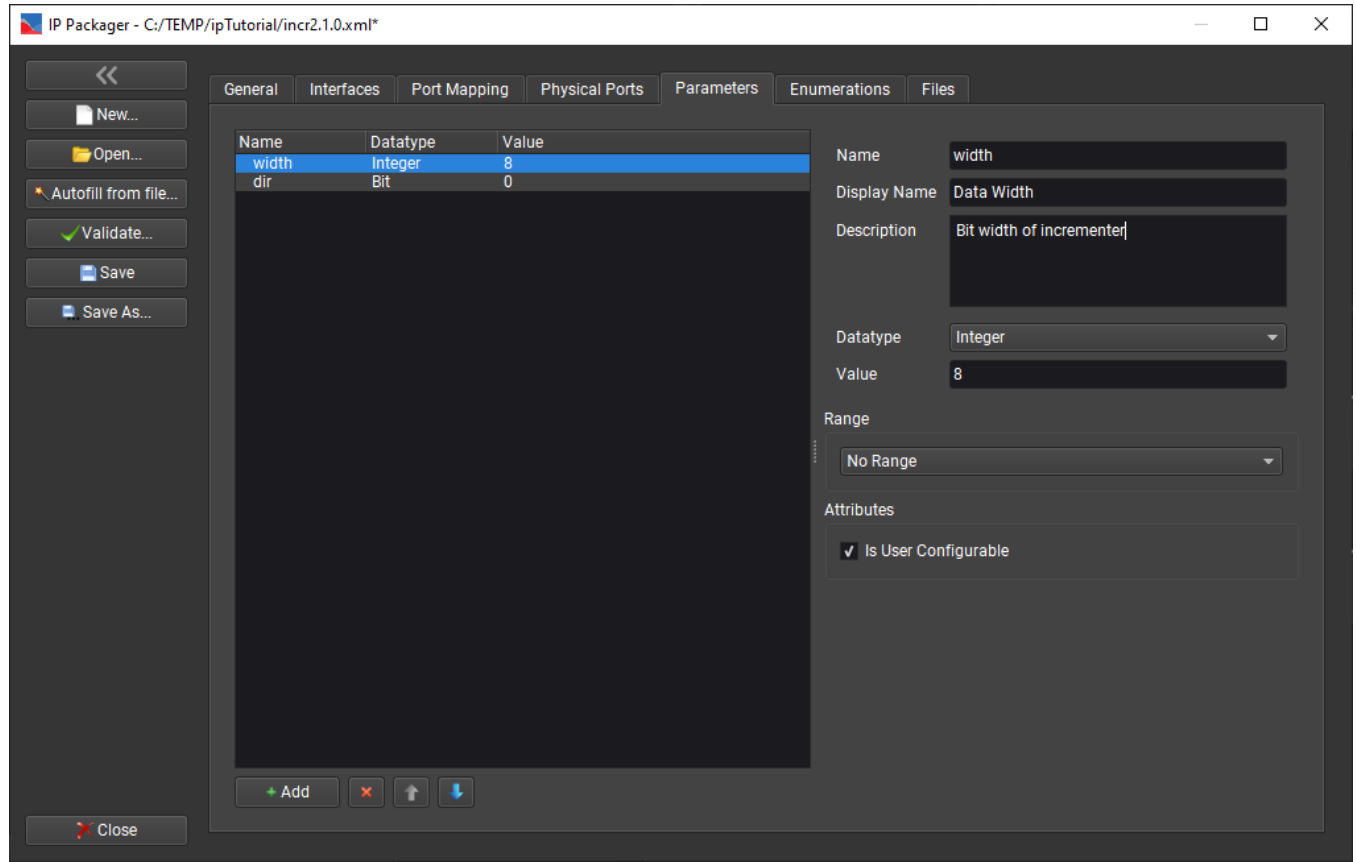 IP Packager - C:/TEMP/ipTutorial/incr2.1.0.xml*
New...
Open...
Autofill from file...
Validate...
Save
Save As...
Close
General Interfaces Port Mapping Physical Ports Parameters Enumerations Files
Name Datatype Value
width Integer 8
dir Bit 0
+ Add
Name width
Display Name Data Width
Description Bit width of incrementer
Datatype Integer
Value 8
Range
No Range
Attributes
Is User Configurable